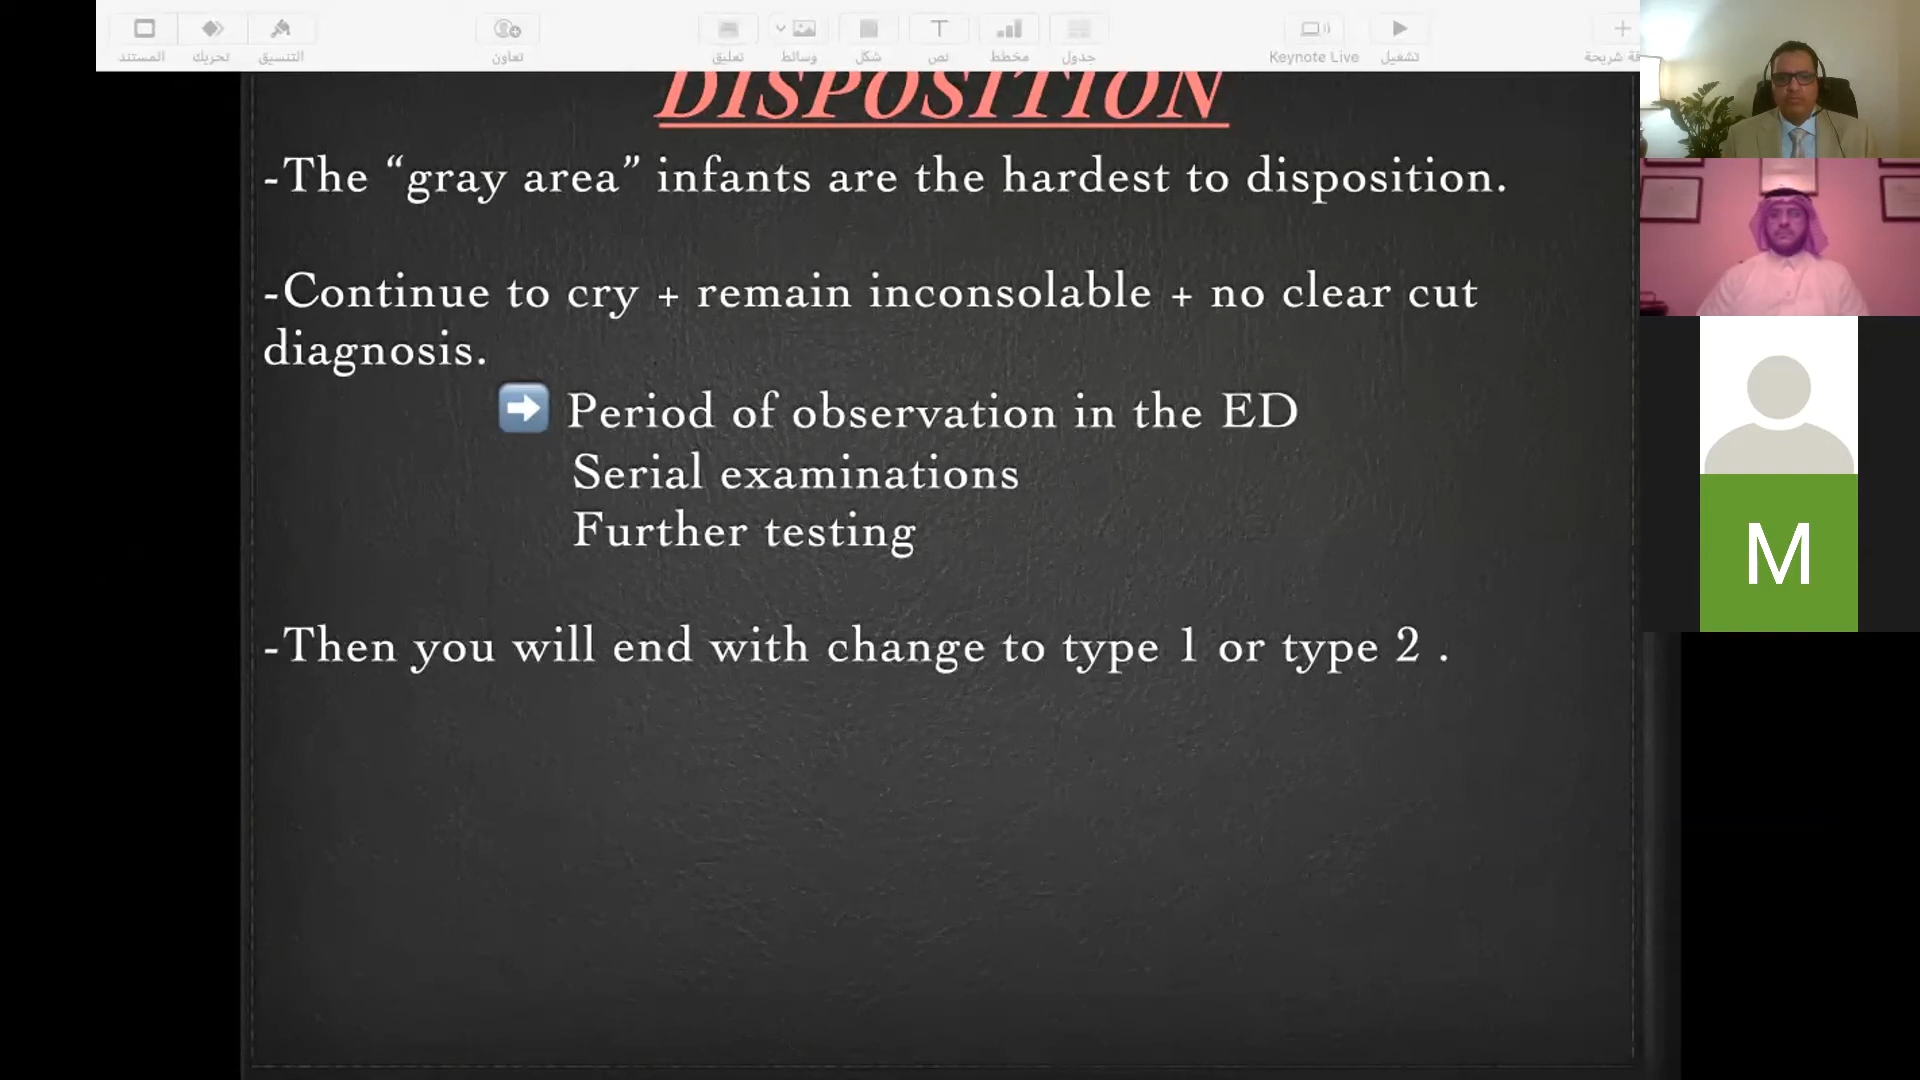 المستند
تحريك
التنسيق
تعاون
تعليق
وسائط
شكل
نص
مخطط
جدول
Keynote Live
تشغيل
شريحة
DISPOSITION
-The “gray area” infants are the hardest to disposition.
-Continue to cry + remain inconsolable + no clear cut
diagnosis.
Period of observation in the ED
Serial examinations
Further testing
-Then you will end with change to type 1 or type 2 .
M